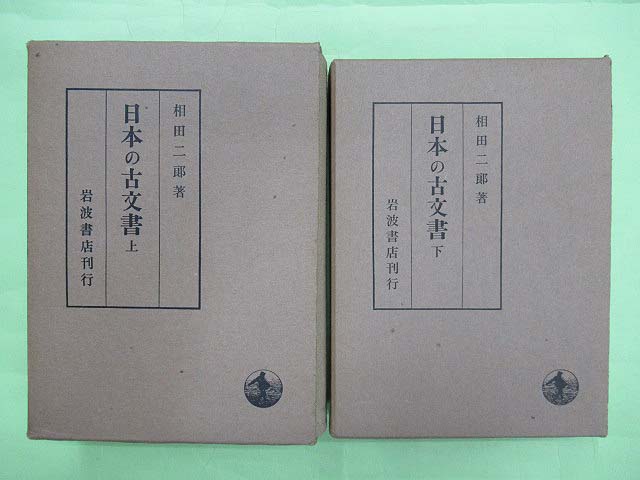 相田二郎著
日本の古文書 上
岩波書店刊行
相田二郎著
日本の古文書 下
岩波書店刊行